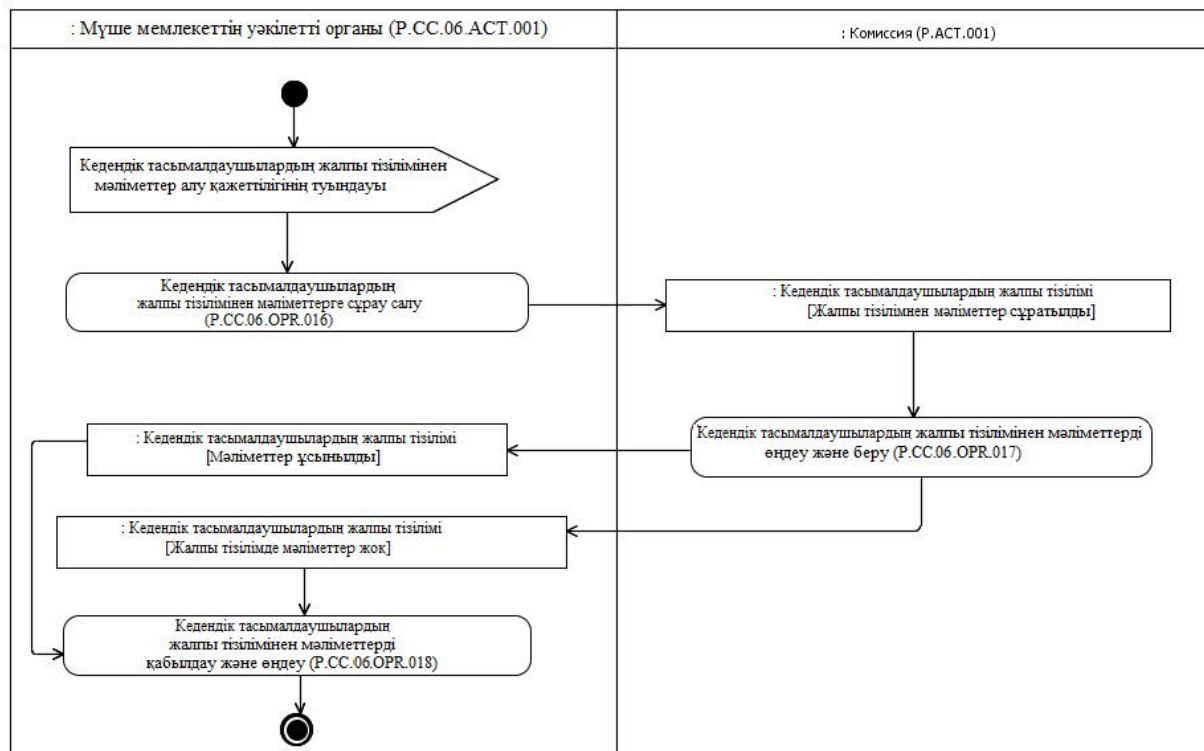 : Мүше мемлекеттің уәкілетті органы (P.CC.06.ACT.001)
: Комиссия (P.ACT.001)
Кедендік тасымалдаушылардың жалпы тізілімінен
мәліметтер алу қажеттілігінің туындауы
Кедендік тасымалдаушылардың
жалпы тізілімінен мәліметтерге сұрау салу
(P.CC.06.OPR.016)
: Кедендік тасымалдаушылардың жалпы тізілімі
[Жалпы тізілімнен мәліметтер сұратылды]
Кедендік тасымалдаушылардың жалпы тізілімінен мәліметтерді
өңдеу және беру (P.CC.06.OPR.017)
: Кедендік тасымалдаушылардың жалпы тізілімі
[Мәліметтер ұсынылды]
: Кедендік тасымалдаушылардың жалпы тізілімі
[Жалпы тізілімде мәліметтер жоқ]
Кедендік тасымалдаушылардың
жалпы тізілімінен мәліметтерді
қабылдау және өңдеу (P.CC.06.OPR.018)